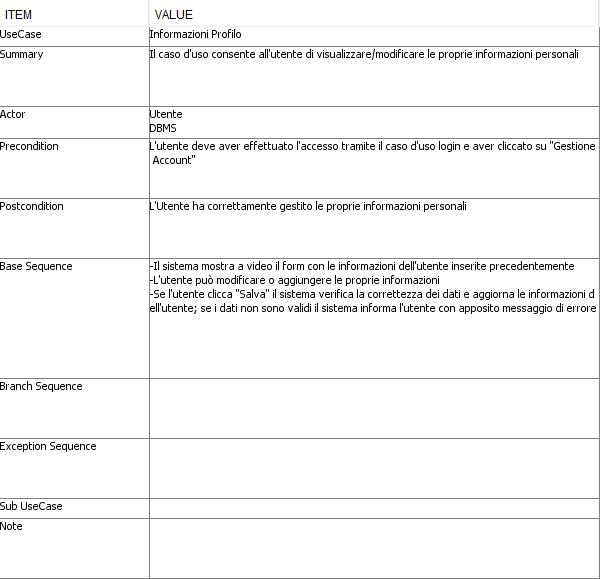 ITEM VALUE
UseCase Informazioni Profilo
Summary Il caso d'uso consente all'utente di visualizzare/modificare le proprie informazioni personali
Actor Utente
DBMS
Precondition L'utente deve aver effettuato l'accesso tramite il caso d'uso login e aver cliccato su "Gestione
Account"
Postcondition L'Utente ha correttamente gestito le proprie informazioni personali
Base Sequence -Il sistema mostra a video il form con le informazioni dell'utente inserite precedentemente
-L'utente può modificare o aggiungere le proprie informazioni
-Se l'utente clicca "Salva" il sistema verifica la correttezza dei dati e aggiorna le informazioni d
ell'utente; se i dati non sono validi il sistema informa l'utente con apposito messaggio di errore
Branch Sequence
Exception Sequence
Sub UseCase
Note